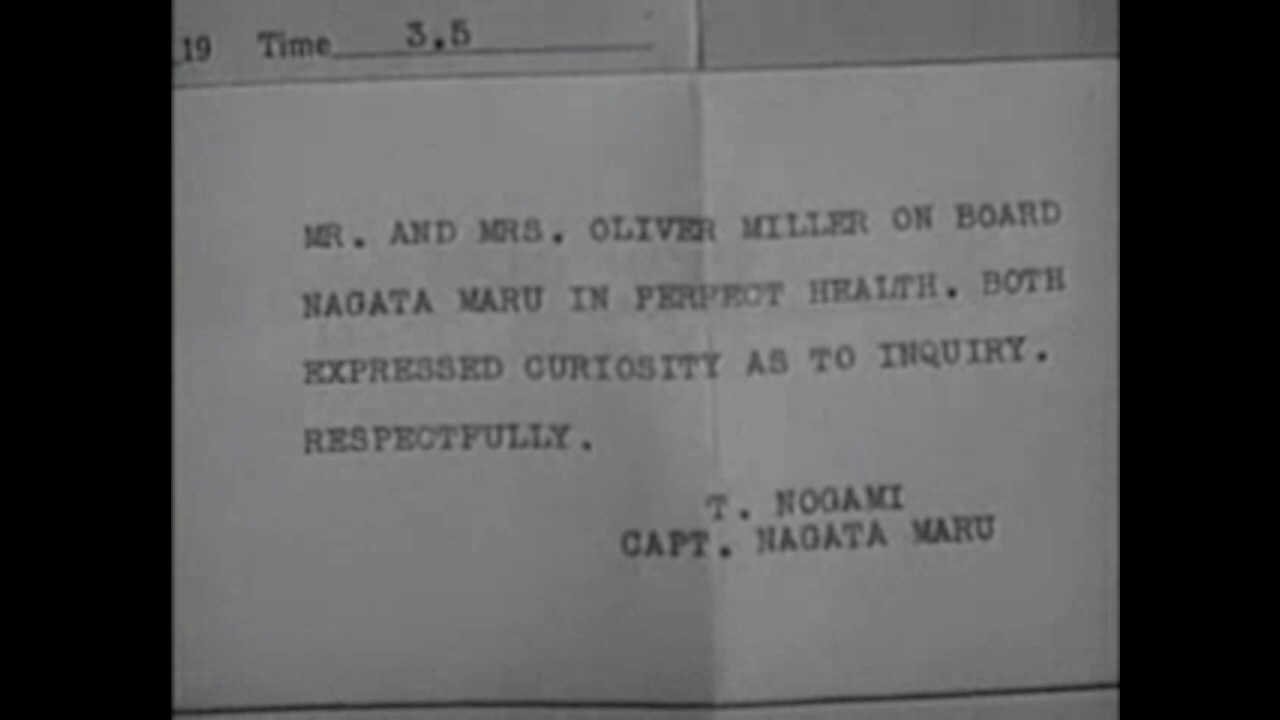 19 Time 3.5
MR. AND MRS. OLIVER MILLER ON BOARD
NAGATA MARU IN PERFECT HEALTH. BOTH
EXPRESSED CURIOSITY AS TO INQUIRY.
RESPECTFULLY.
T. NOGAMI
CAPT. NAGATA MARU